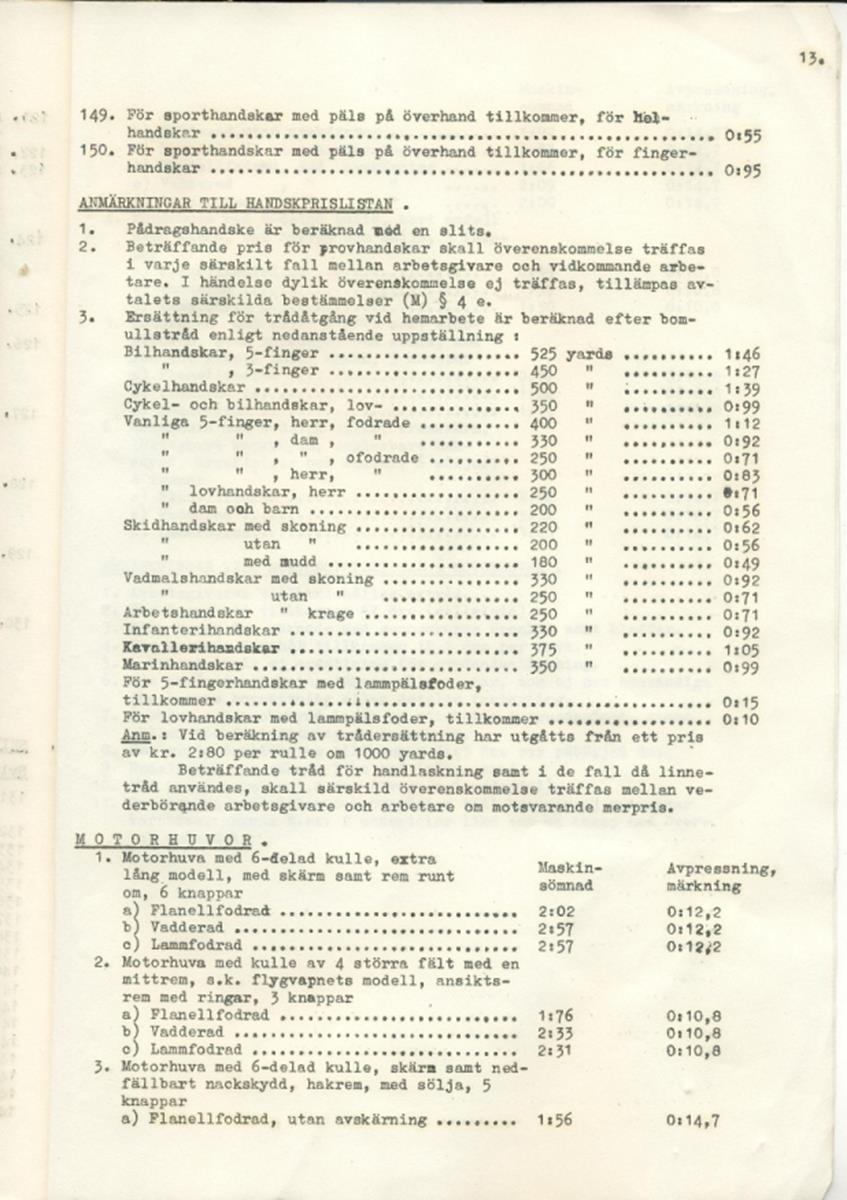 13.
149. För sporthandskar med päls på överhand tillkommer, för hel-
handskar ........................................................ 0:55
150. För sporthandskar med päls på överhand tillkommer, för finger-
handskar ........................................................ 0:95
ANMÄRKNINGAR TILL HANDSKPRISLISTAN .
1. Pådragshandske är beräknad med en slits.
2. Beträffande pris för provhandskar skall överenskommelse träffas
i varje särskilt fall mellan arbetsgivare och vidkommande arbe-
tare. I händelse dylik överenskommelse ej träffas, tillämpas av-
talets särskilda bestämmelser (M) § 4 e.
3. Ersättning för trådåtgång vid hemarbete är beräknad efter bom-
ullstråd enligt nedanstående uppställning :
Bilhandskar, 5-finger ..................... 525 yards .......... 1:46
" , 3-finger ..................... 450 " .......... 1:27
Cykelhandskar ............................. 500 " .......... 1:39
Cykel- och bilhandskar, lov- .............. 350 " .......... 0:99
Vanliga 5-finger, herr, fodrade ........... 400 " .......... 1:12
" " , dam , " ........... 330 " .......... 0:92
" " , " , ofodrade .......... 250 " .......... 0:71
" " , herr, " .......... 300 " .......... 0:83
" lovhandskar, herr .................. 250 " .......... 0:71
" dam och barn ....................... 200 " .......... 0:56
Skidhandskar med skoning .................. 220 " .......... 0:62
" utan " .................. 200 " .......... 0:56
" med mudd ..................... 180 " .......... 0:49
Vadmalshandskar med skoning ............... 330 " .......... 0:92
" utan " ............... 250 " .......... 0:71
Arbetshandskar " krage ................. 250 " .......... 0:71
Infanterihandskar ......................... 330 " .......... 0:92
Kavallerihandskar ......................... 375 " .......... 1:05
Marinhandskar ............................. 350 " .......... 0:99
För 5-fingerhandskar med lammpälsfoder,
tillkommer ...................................................... 0:15
För lovhandskar med lammpälsfoder, tillkommer .................. 0:10
Anm.: Vid beräkning av trådersättning har utgåtts från ett pris
av kr. 2:80 per rulle om 1000 yards.
Beträffande tråd för handlaskning samt i de fall då linne-
tråd användes, skall särskild överenskommelse träffas mellan ve-
derbörande arbetsgivare och arbetare om motsvarande merpris.
MOTORHUVOR.
1. Motorhuva med 6-delad kulle, extra
lång modell, med skärm samt rem runt
om, 6 knappar
Maskin- Avpressning,
sömnad märkning
a) Flanellfodrad .......................... 2:02 0:12,2
b) Vadderad ............................... 2:57 0:12,2
c) Lammfodrad ............................. 2:57 0:12,2
2. Motorhuva med kulle av 4 störra fält med en
mittrem, s.k. flygvapnets modell, ansikts-
rem med ringar, 3 knappar
a) Flanellfodrad .......................... 1:76 0:10,8
b) Vadderad ............................... 2:33 0:10,8
c) Lammfodrad ............................. 2:31 0:10,8
3. Motorhuva med 6-delad kulle, skärm samt ned-
fällbart nackskydd, hakrem, med sölja, 5
knappar
a) Flanellfodrad, utan avskärning ......... 1:56 0:14,7